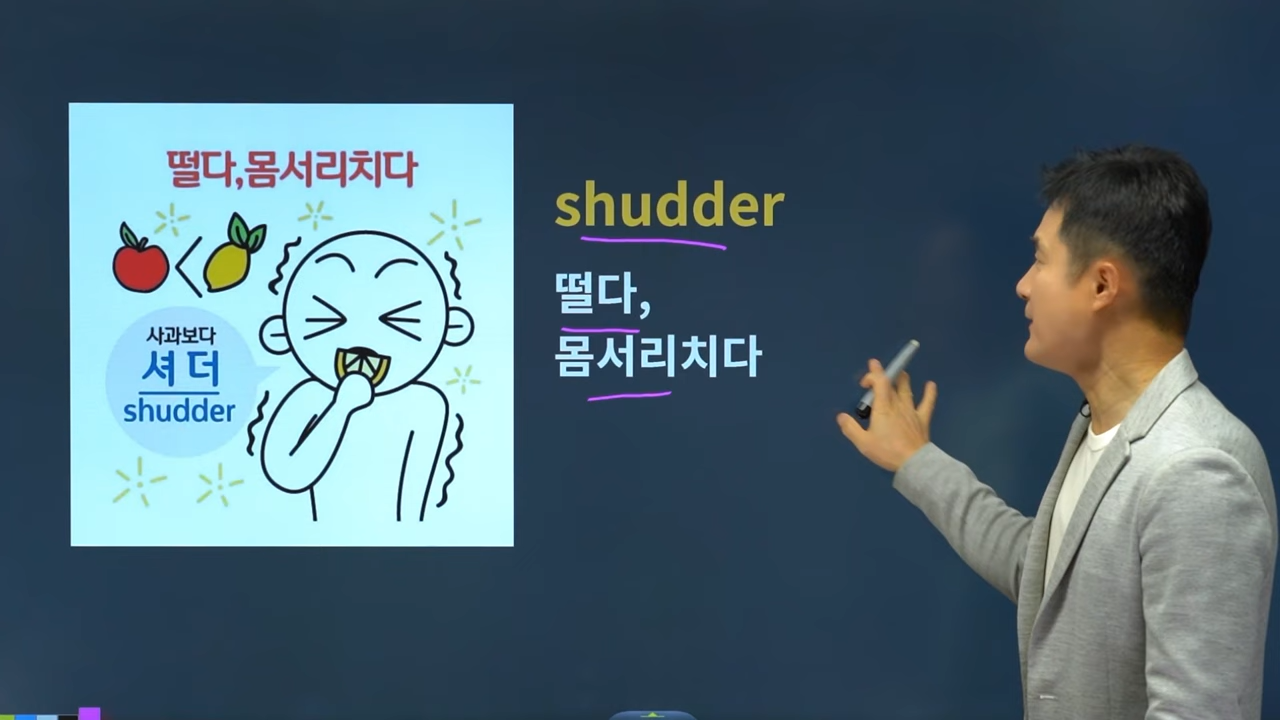 떨다,몸서리치다
사과보다
셔 더
shudder
shudder
떨다,
몸서리치다